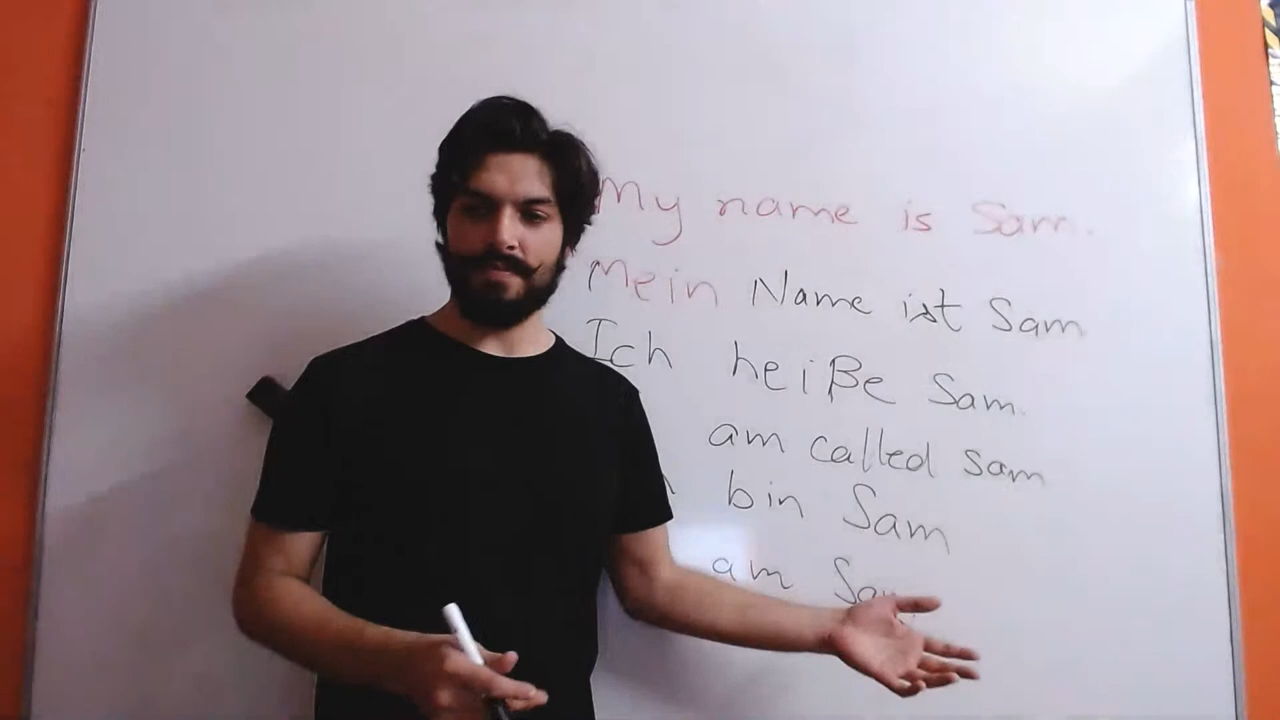 My name is Sam.
Mein Name ist Sam
Ich heiße Sam.
am called Sam
bin Sam
am